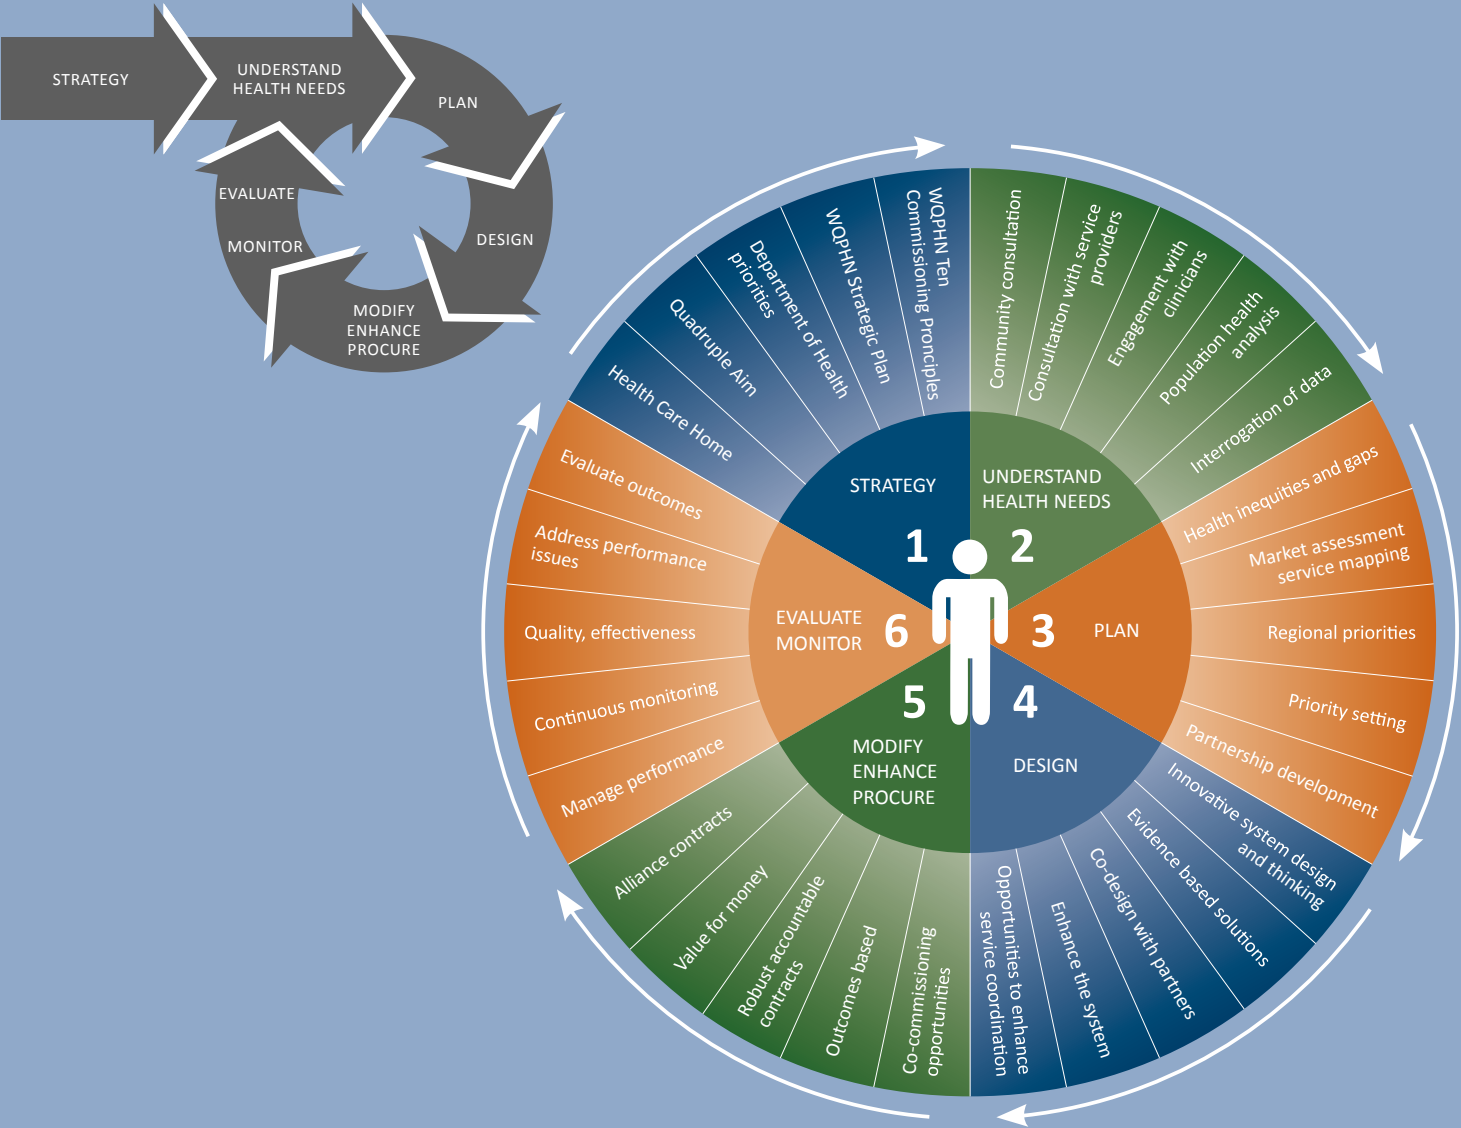 STRATEGY
UNDERSTAND
HEALTH NEEDS
PLAN
DESIGN
MODIFY
ENHANCE
PROCURE
MONITOR
EVALUATE
STRATEGY
1
Health Care Home
Quadruple Aim
Department of Health
priorities
WQPHN Strategic Plan
WQPHN Ten
Commissioning Pronciples
UNDERSTAND
HEALTH NEEDS
2
Community consultation
Consultation with service
providers
Engagement with
clinicians
Population health
analysis
Interrogation of data
3
PLAN
Health inequities and gaps
Market assessment
service mapping
Regional priorities
Priority setting
Partnership development
4
DESIGN
Innovative system design
and thinking
Evidence based solutions
Co-design with partners
Enhance the system
Opportunities to enhance
service coordination
5
MODIFY
ENHANCE
PROCURE
Co-commissioning
opportunities
Outcomes based
Robust accountable
contracts
Value for money
Alliance contracts
EVALUATE
MONITOR
6
Manage performance
Continuous monitoring
Quality, effectiveness
Address performance
issues
Evaluate outcomes